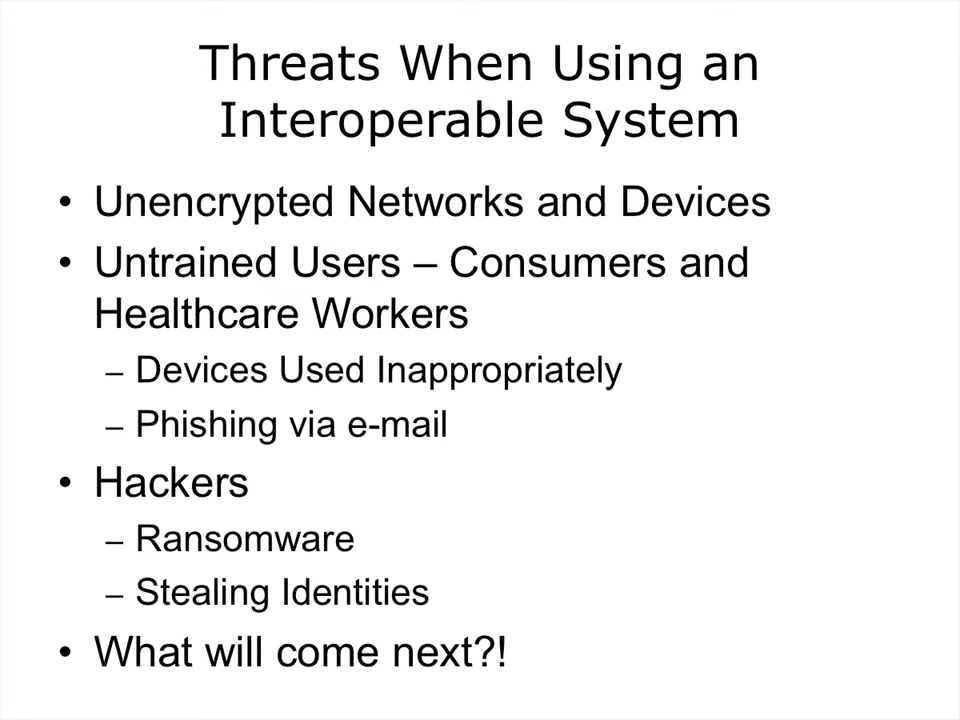 Threats When Using an
Interoperable System
• Unencrypted Networks and Devices
• Untrained Users – Consumers and
Healthcare Workers
– Devices Used Inappropriately
– Phishing via e-mail
• Hackers
– Ransomware
– Stealing Identities
• What will come next?!